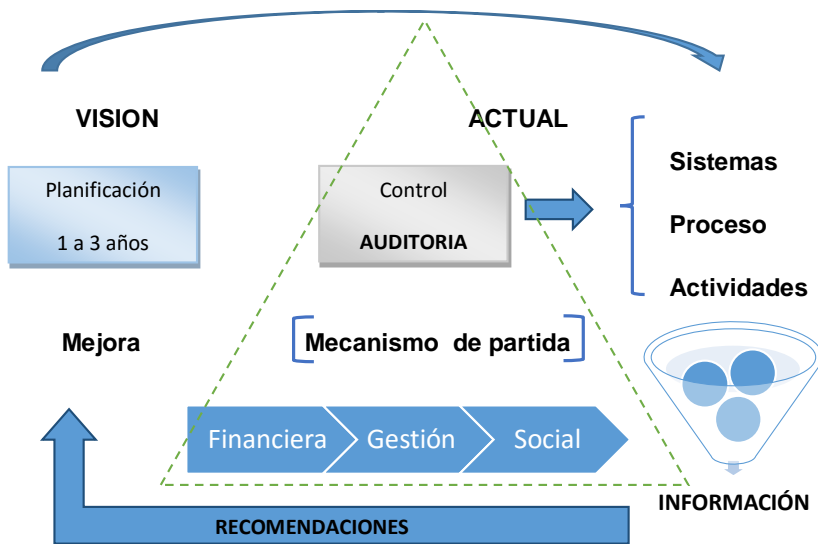 VISION
ACTUAL
Planificación
1 a 3 años
Control
AUDITORIA
Sistemas
Proceso
Actividades
Mejora
Mecanismo de partida
Financiera
Gestión
Social
INFORMACIÓN
RECOMENDACIONES